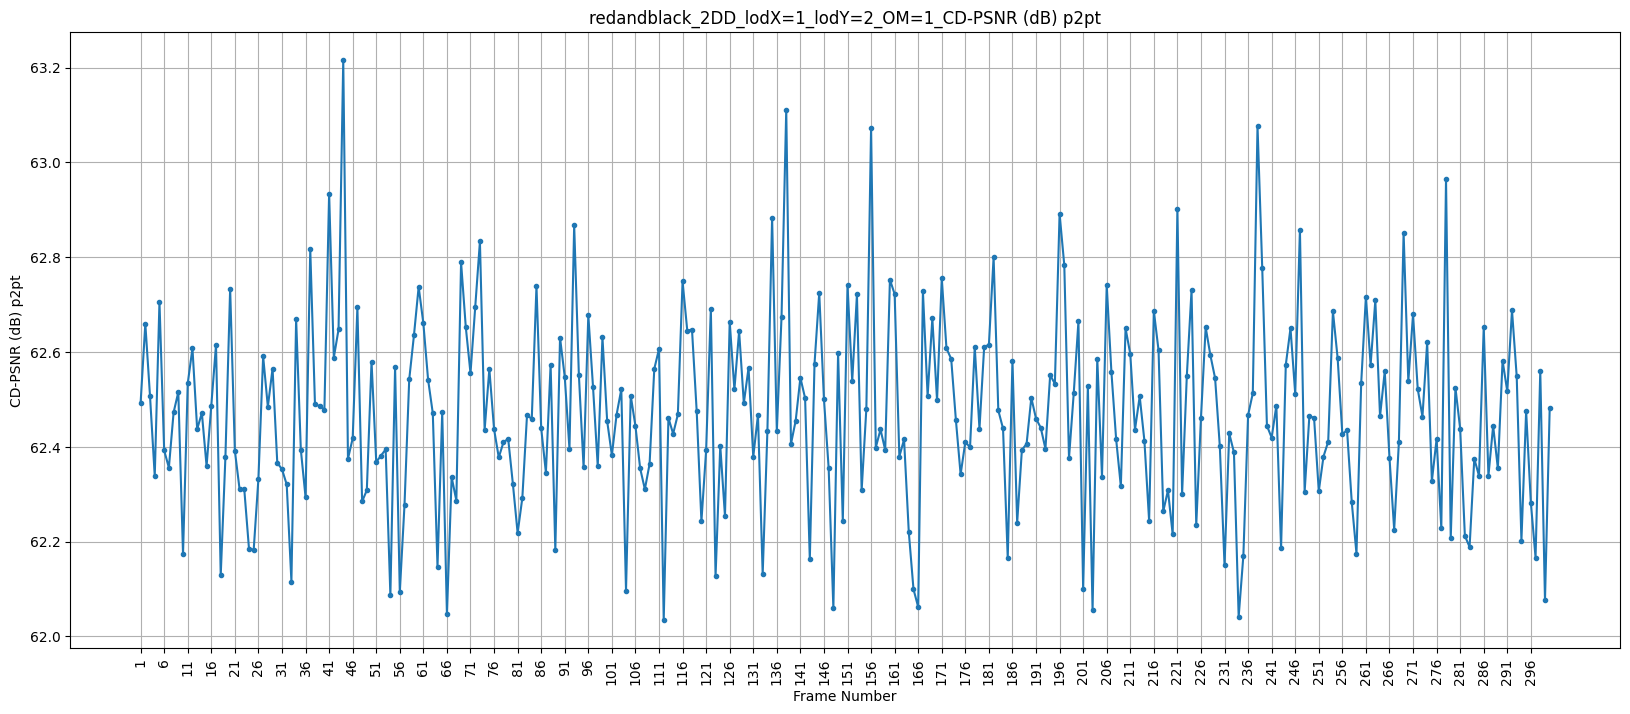 redandblack_2DD_lodX=1_lodY=2_OM=1_CD-PSNR (dB) p2pt
CD-PSNR (dB) p2pt
63.2
63.0
62.8
62.6
62.4
62.2
62.0
1 6 11 16 21 26 31 36 41 46 51 56 61 66 71 76 81 86 91 96 101 106 111 116 121 126 131 136 141 146 151 156 161 166 171 176 181 186 191 196 201 206 211 216 221 226 231 236 241 246 251 256 261 266 271 276 281 286 291 296
Frame Number